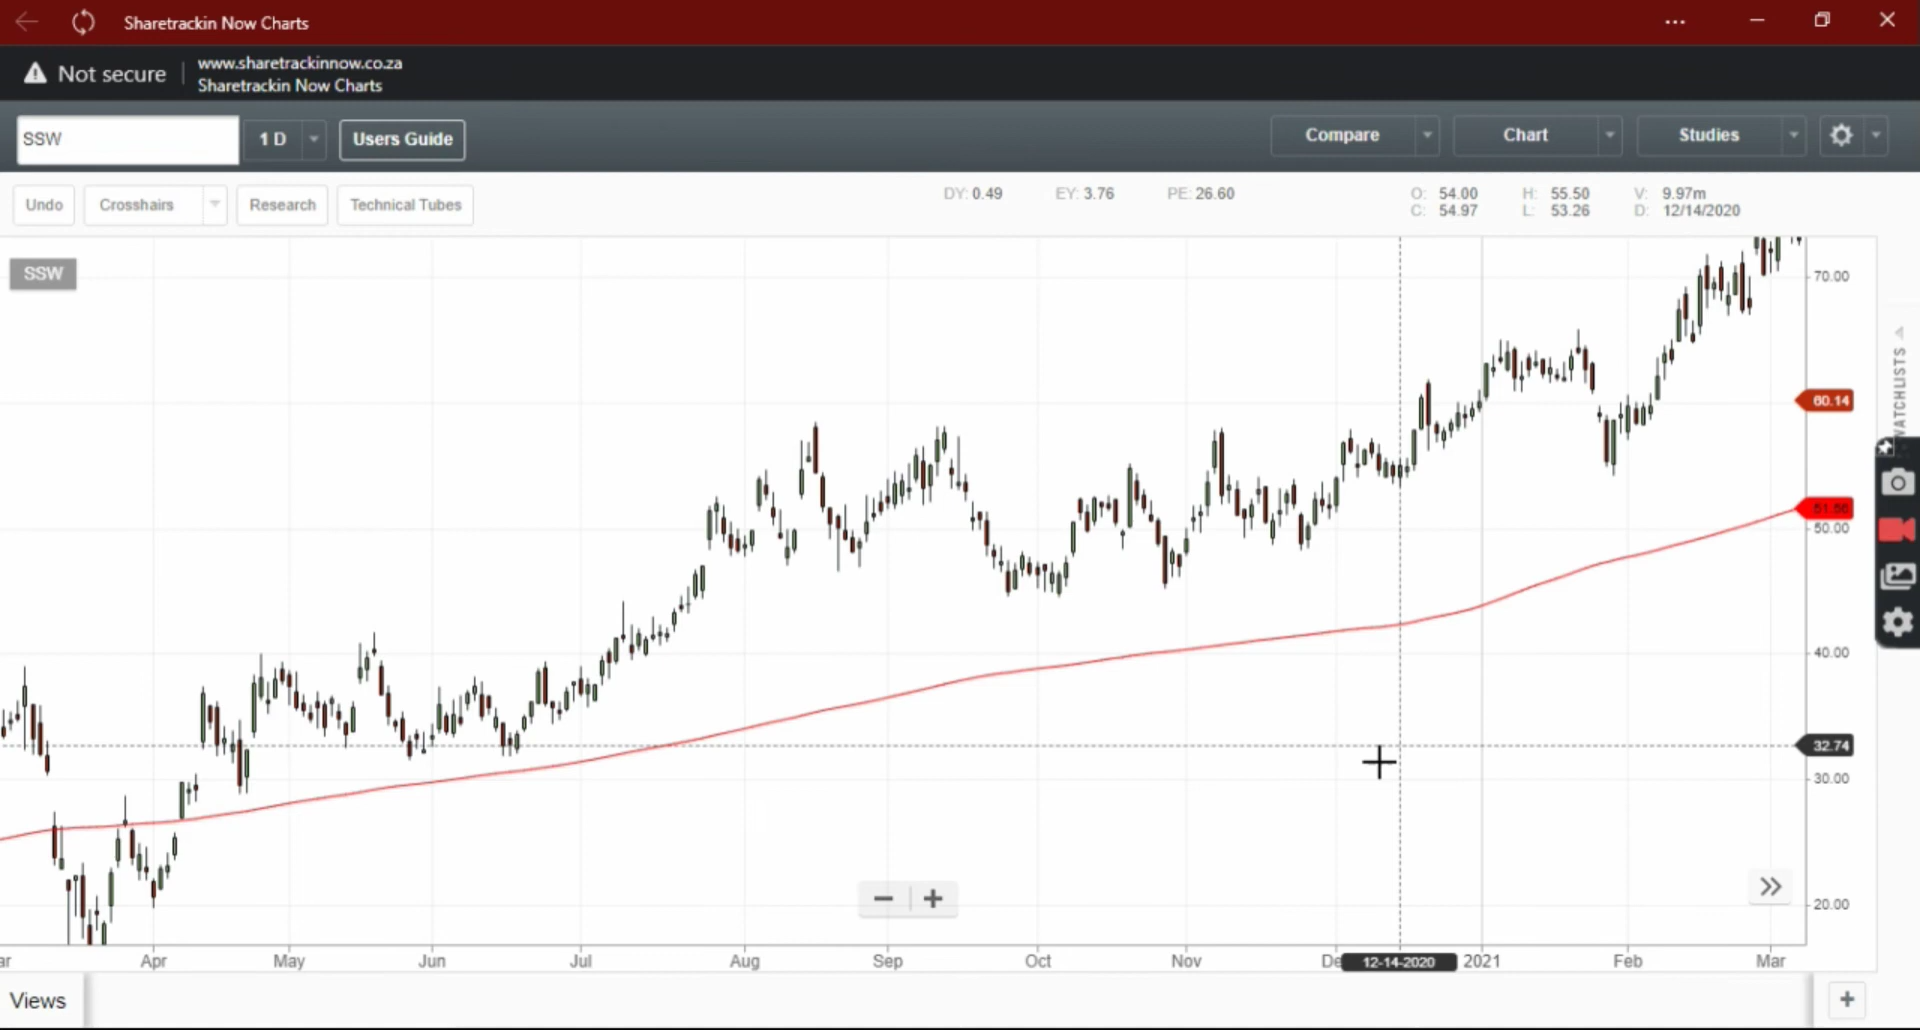 Sharetrackin Now Charts
Not secure
www.sharetrackinnow.co.za
Sharetrackin Now Charts
SSW
1 D
Users Guide
Compare
Chart
Studies
Undo
Crosshairs
Research
Technical Tubes
DY: 0.49 EY: 3.76 PE: 26.60
O: 54.00 H: 55.50 V: 9.97m
C: 54.97 L: 53.26 D: 12/14/2020
SSW
70.00
60.14
51.56
50.00
40.00
32.74
30.00
20.00
WATCHLISTS
ar Apr May Jun Jul Aug Sep Oct Nov De 12-14-2020 2021 Feb Mar
Views